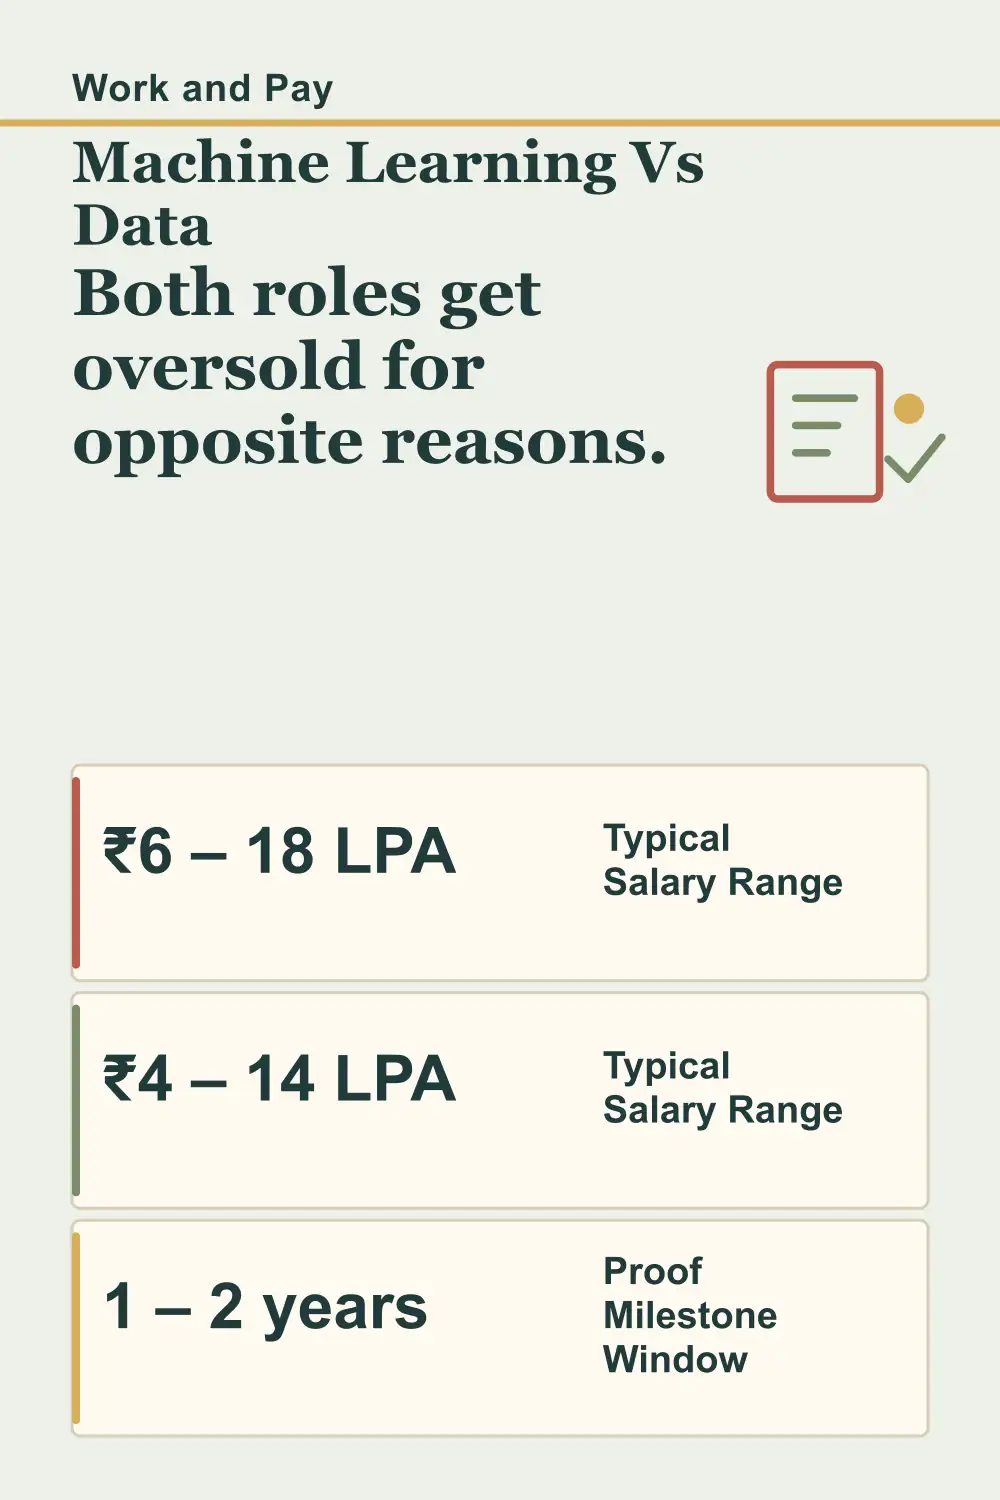 Work and Pay
Machine Learning Vs
Data
Both roles get
oversold for
opposite reasons.
₹6 – 18 LPA
Typical
Salary Range
₹4 – 14 LPA
Typical
Salary Range
1 – 2 years
Proof
Milestone
Window